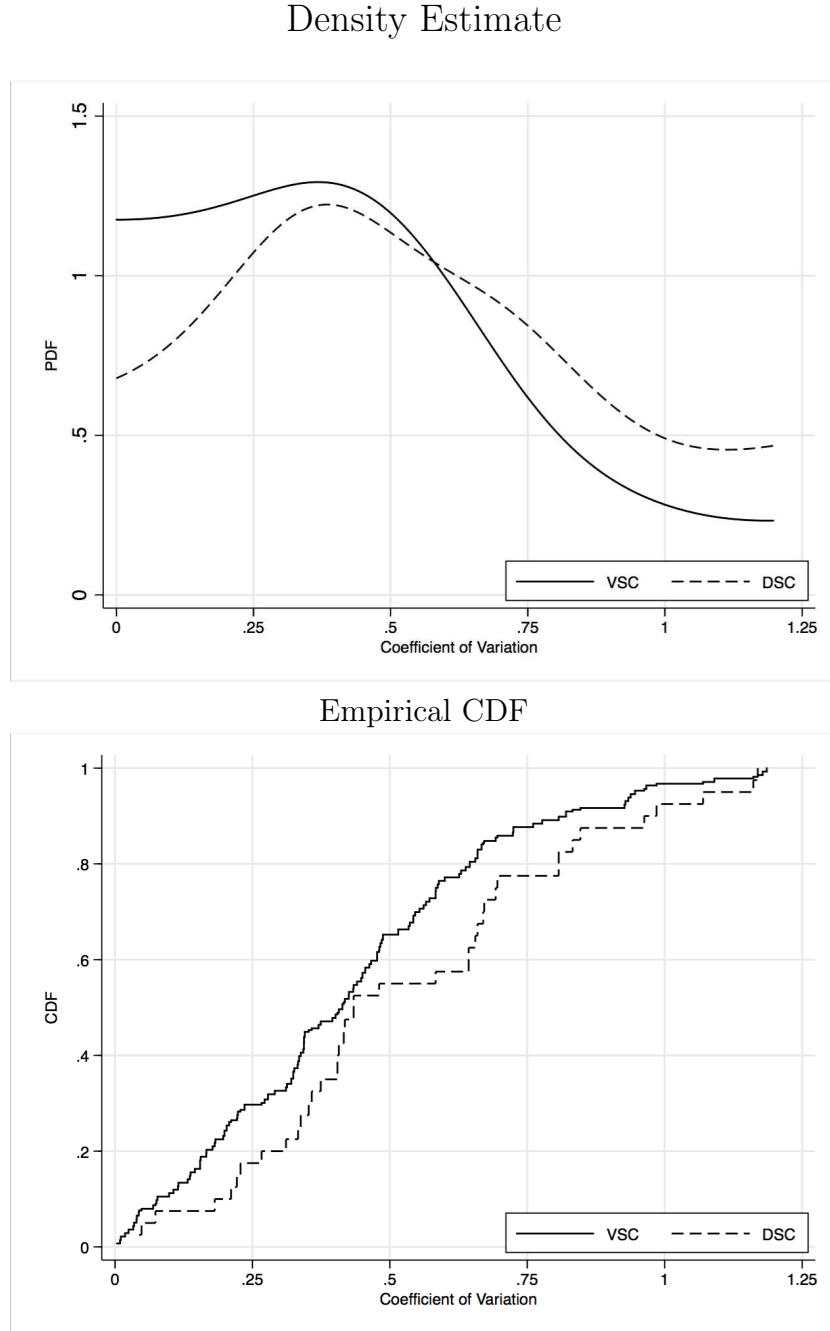 Density Estimate
1.5
1
.5
0
PDF
0 .25 .5 .75 1 1.25
Coefficient of Variation
VSC DSC
Empirical CDF
1
.8
.6
.4
.2
0
CDF
0 .25 .5 .75 1 1.25
Coefficient of Variation
VSC DSC